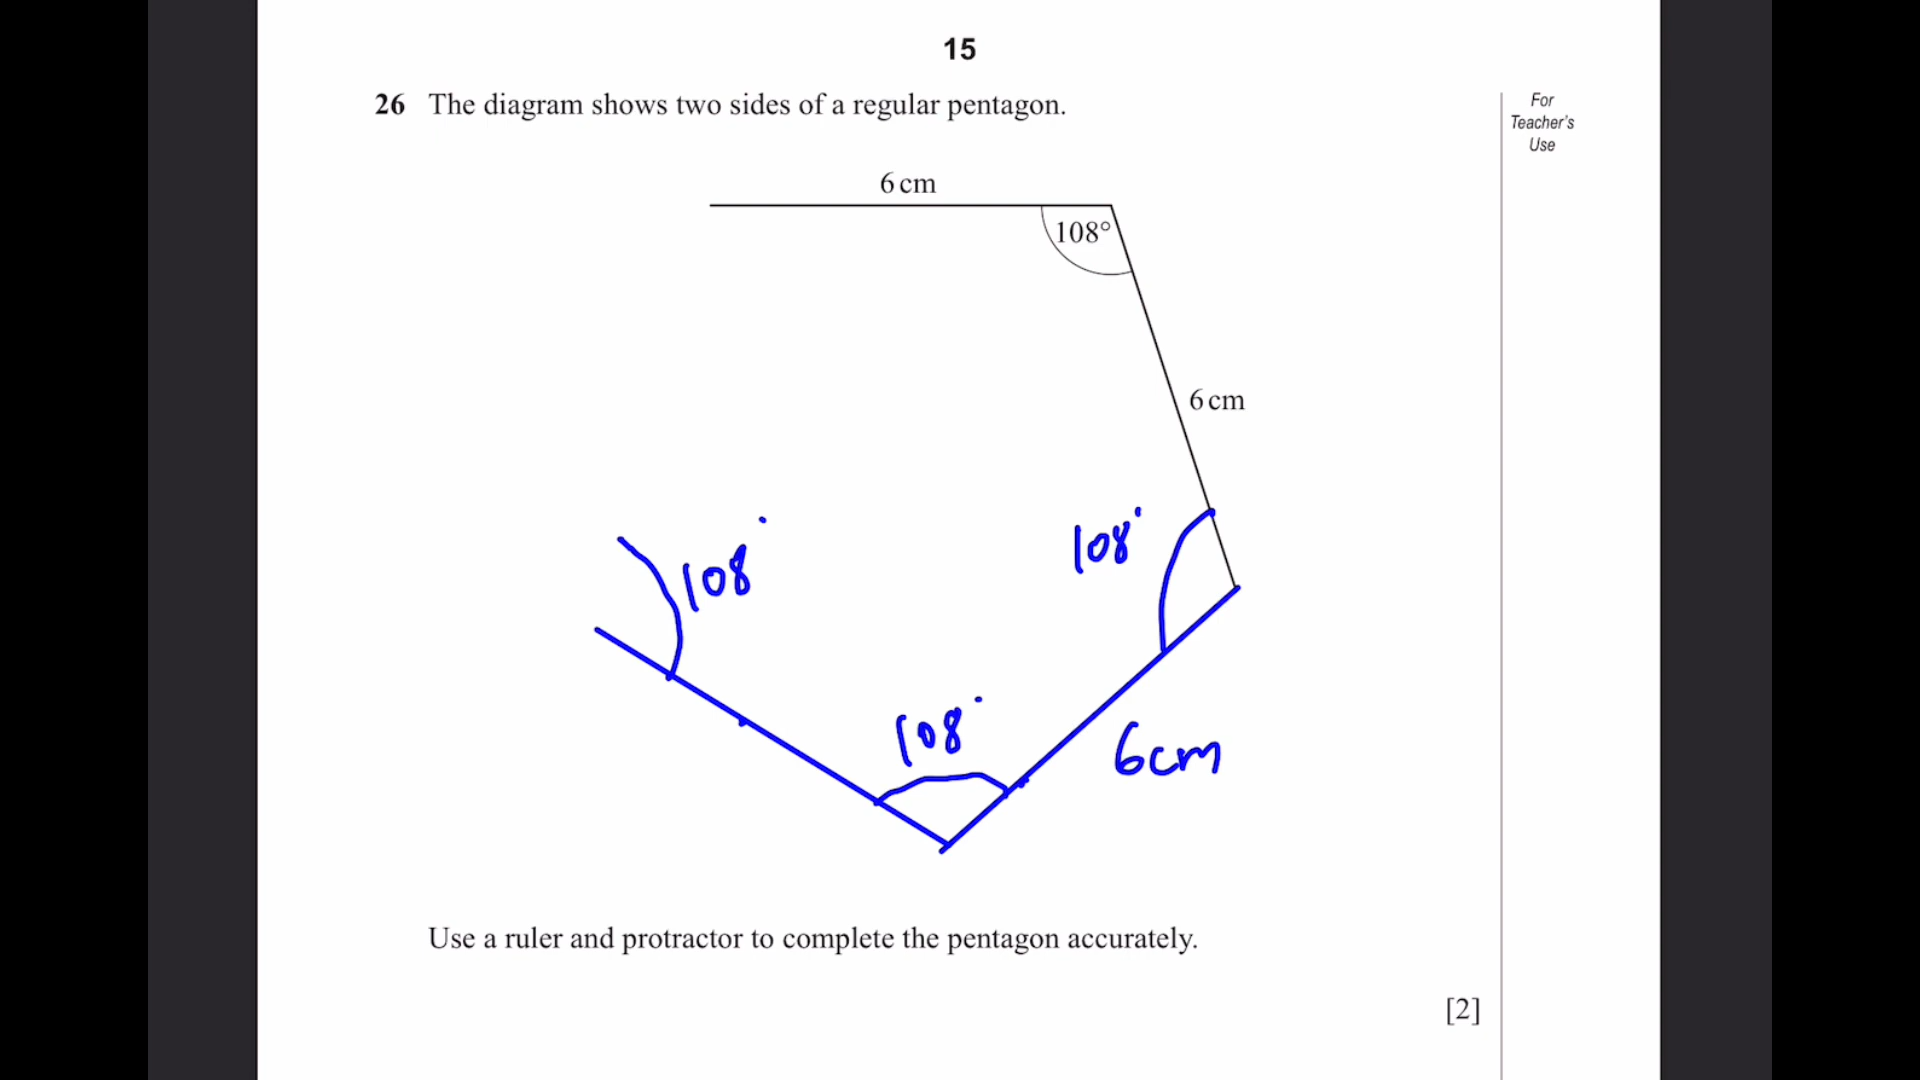 15
26 The diagram shows two sides of a regular pentagon.
For
Teacher's
Use
6 cm
108°
6 cm
108°
108°
108°
6cm
Use a ruler and protractor to complete the pentagon accurately.
[2]